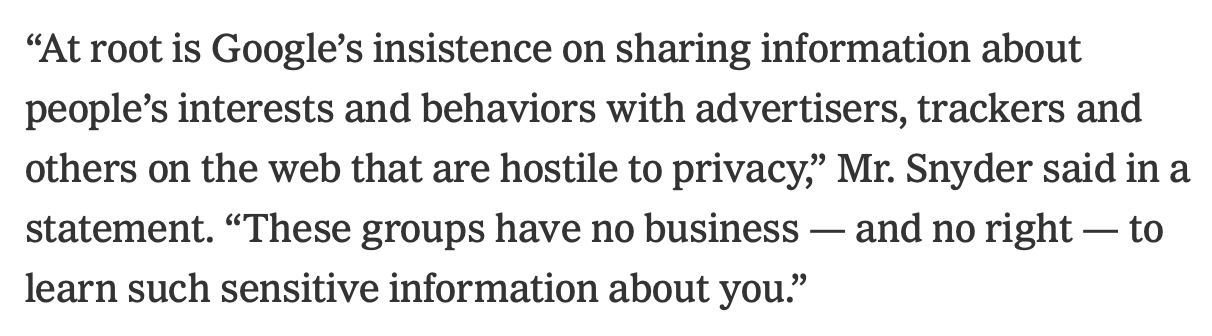 “At root is Google’s insistence on sharing information about
people’s interests and behaviors with advertisers, trackers and
others on the web that are hostile to privacy,” Mr. Snyder said in a
statement. “These groups have no business — and no right — to
learn such sensitive information about you.”